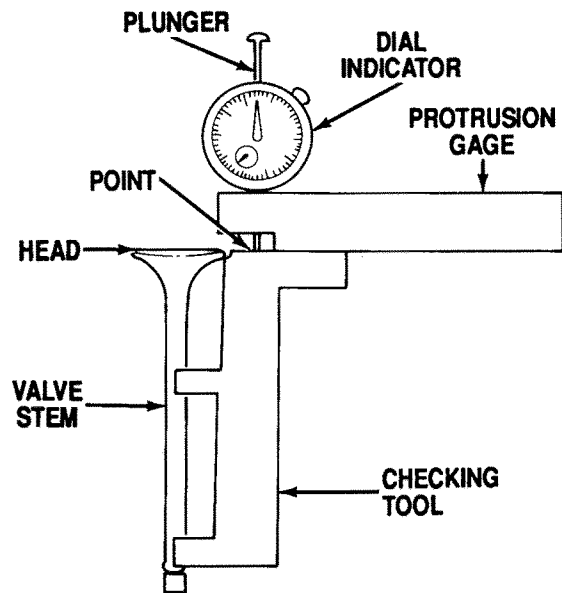 PLUNGER
DIAL
INDICATOR
PROTRUSION
GAGE
POINT
HEAD
VALVE
STEM
CHECKING
TOOL